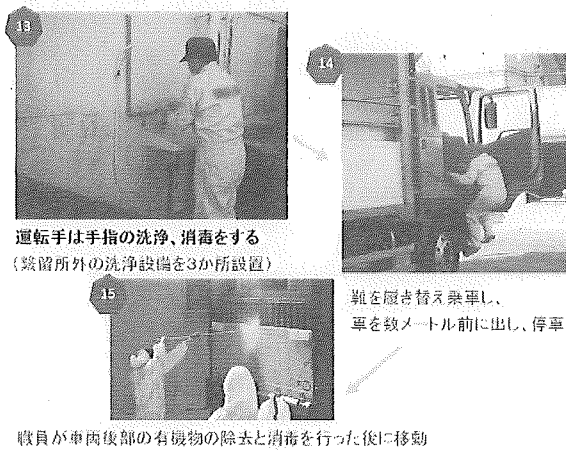 13
運転手は手指の洗浄、消毒をする
(繋留所外の洗浄設備を3か所設置)
14
靴を履き替え乗車し、
車を数メートル前に出し、停車
15
職員が車両後部の有機物の除去と消毒を行った後に移動